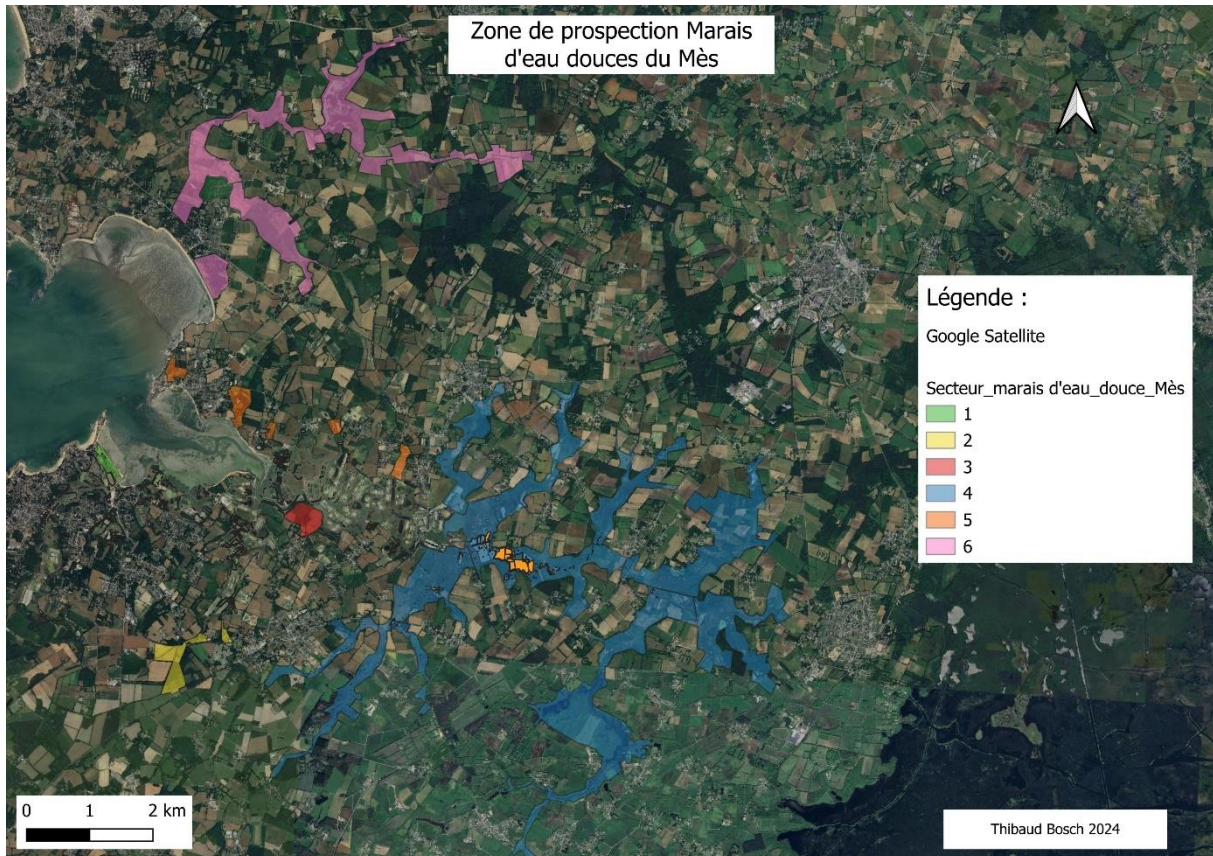 Zone de prospection Marais
d'eau douces du Mès
Légende :
Google Satellite
Secteur_marais d'eau_douce_Mès
1
2
3
4
5
6
0 1 2 km
Thibaud Bosch 2024